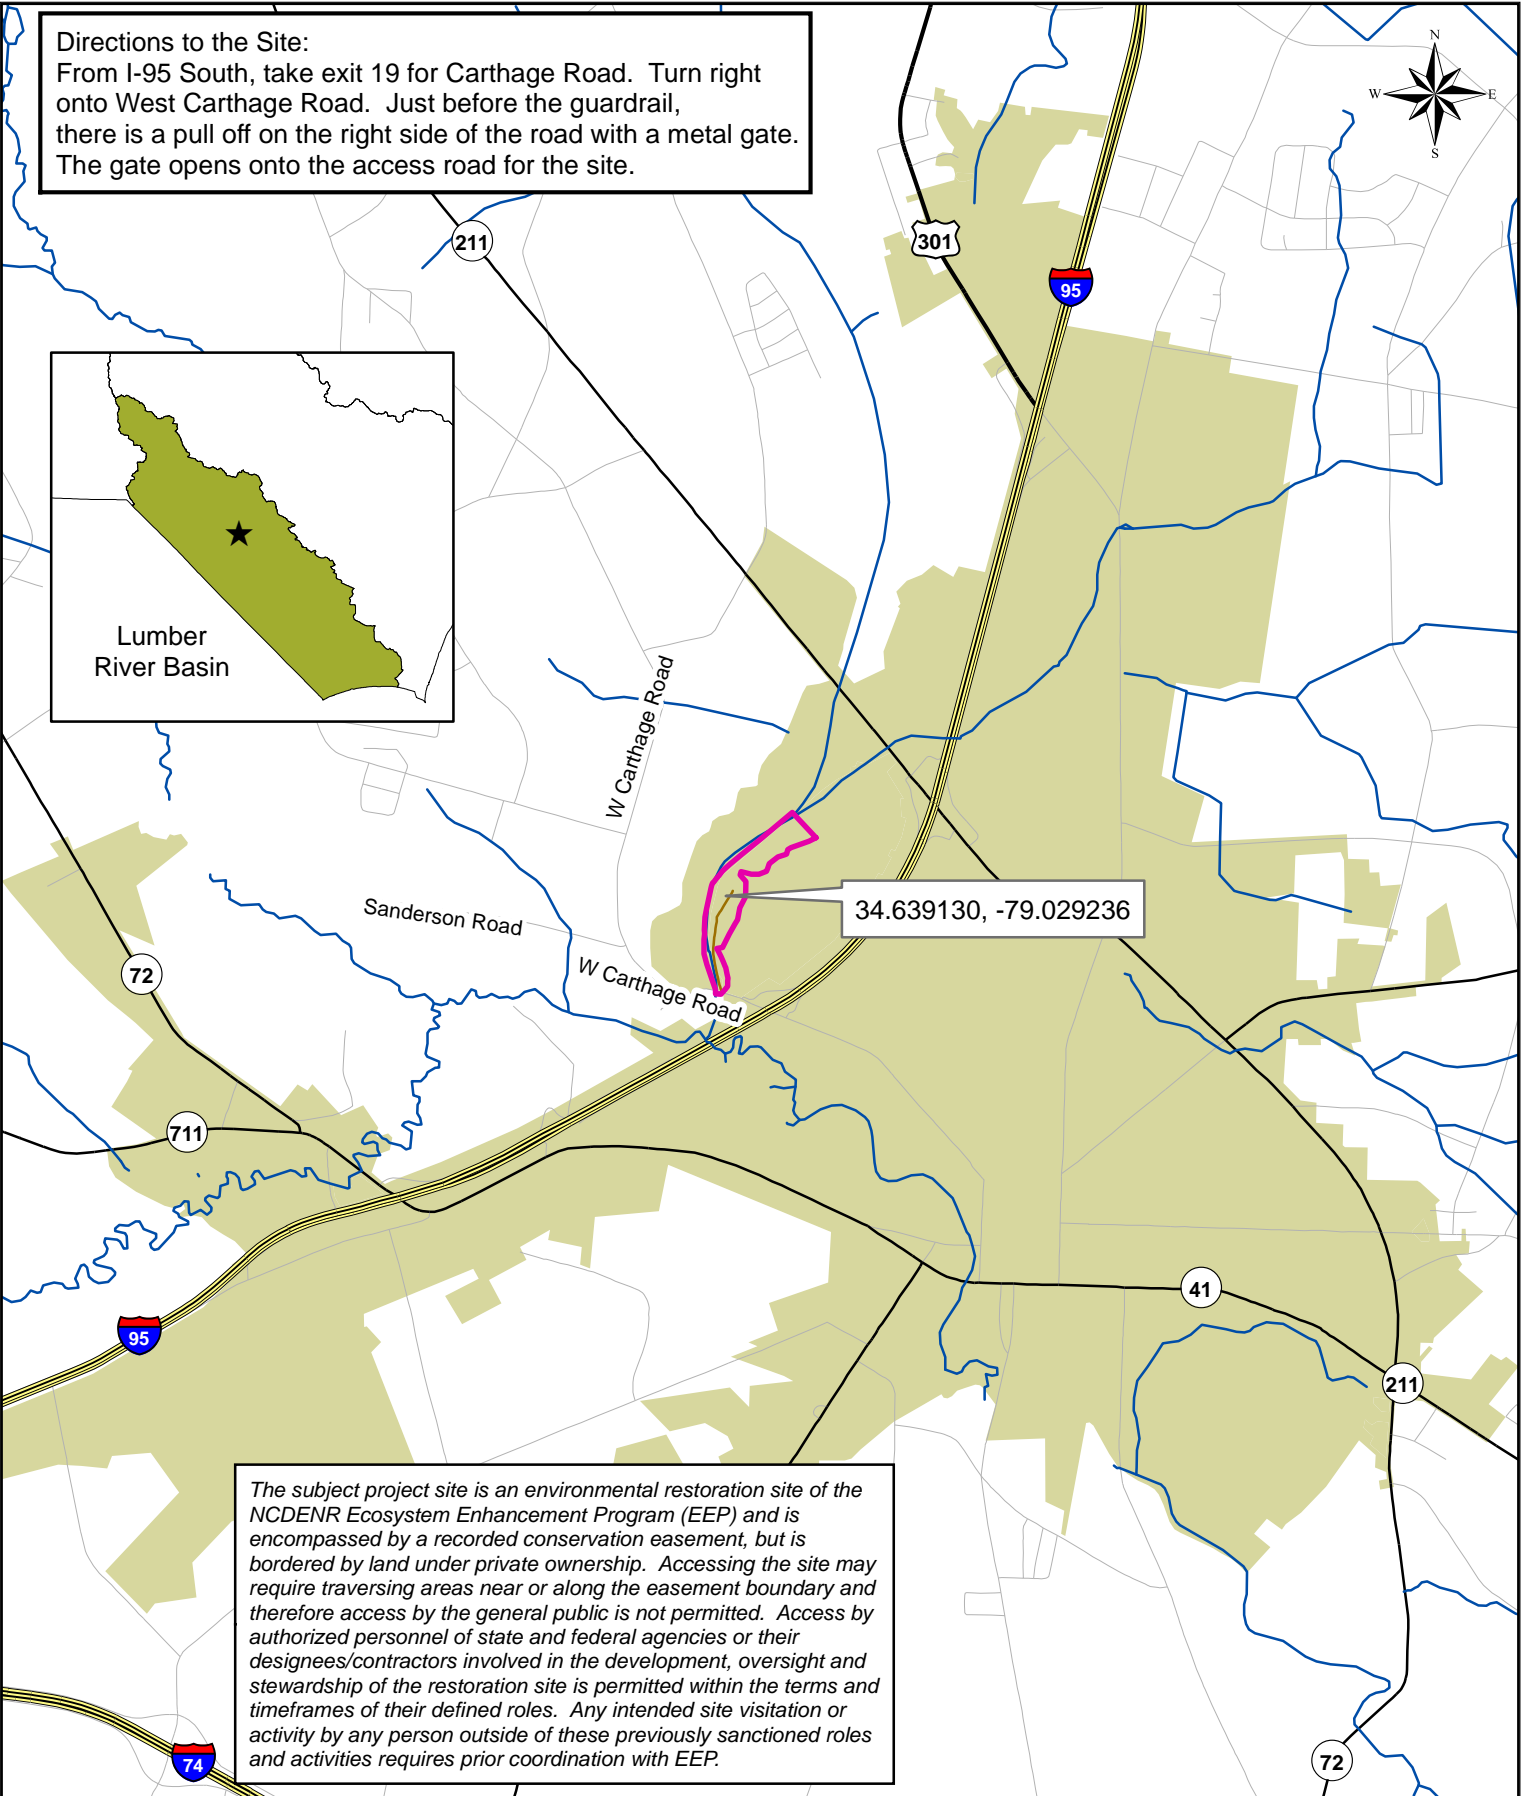 Directions to the Site:
From I-95 South, take exit 19 for Carthage Road. Turn right
onto West Carthage Road. Just before the guardrail,
there is a pull off on the right side of the road with a metal gate.
The gate opens onto the access road for the site.
N
W
E
S
211
301
95
Lumber
River Basin
W Carthage Road
34.639130, -79.029236
Sanderson Road
W Carthage Road
72
711
41
95
211
The subject project site is an environmental restoration site of the
NCDENR Ecosystem Enhancement Program (EEP) and is
encompassed by a recorded conservation easement, but is
bordered by land under private ownership. Accessing the site may
require traversing areas near or along the easement boundary and
therefore access by the general public is not permitted. Access by
authorized personnel of state and federal agencies or their
designees/contractors involved in the development, oversight and
stewardship of the restoration site is permitted within the terms and
timeframes of their defined roles. Any intended site visitation or
activity by any person outside of these previously sanctioned roles
and activities requires prior coordination with EEP.
74
72